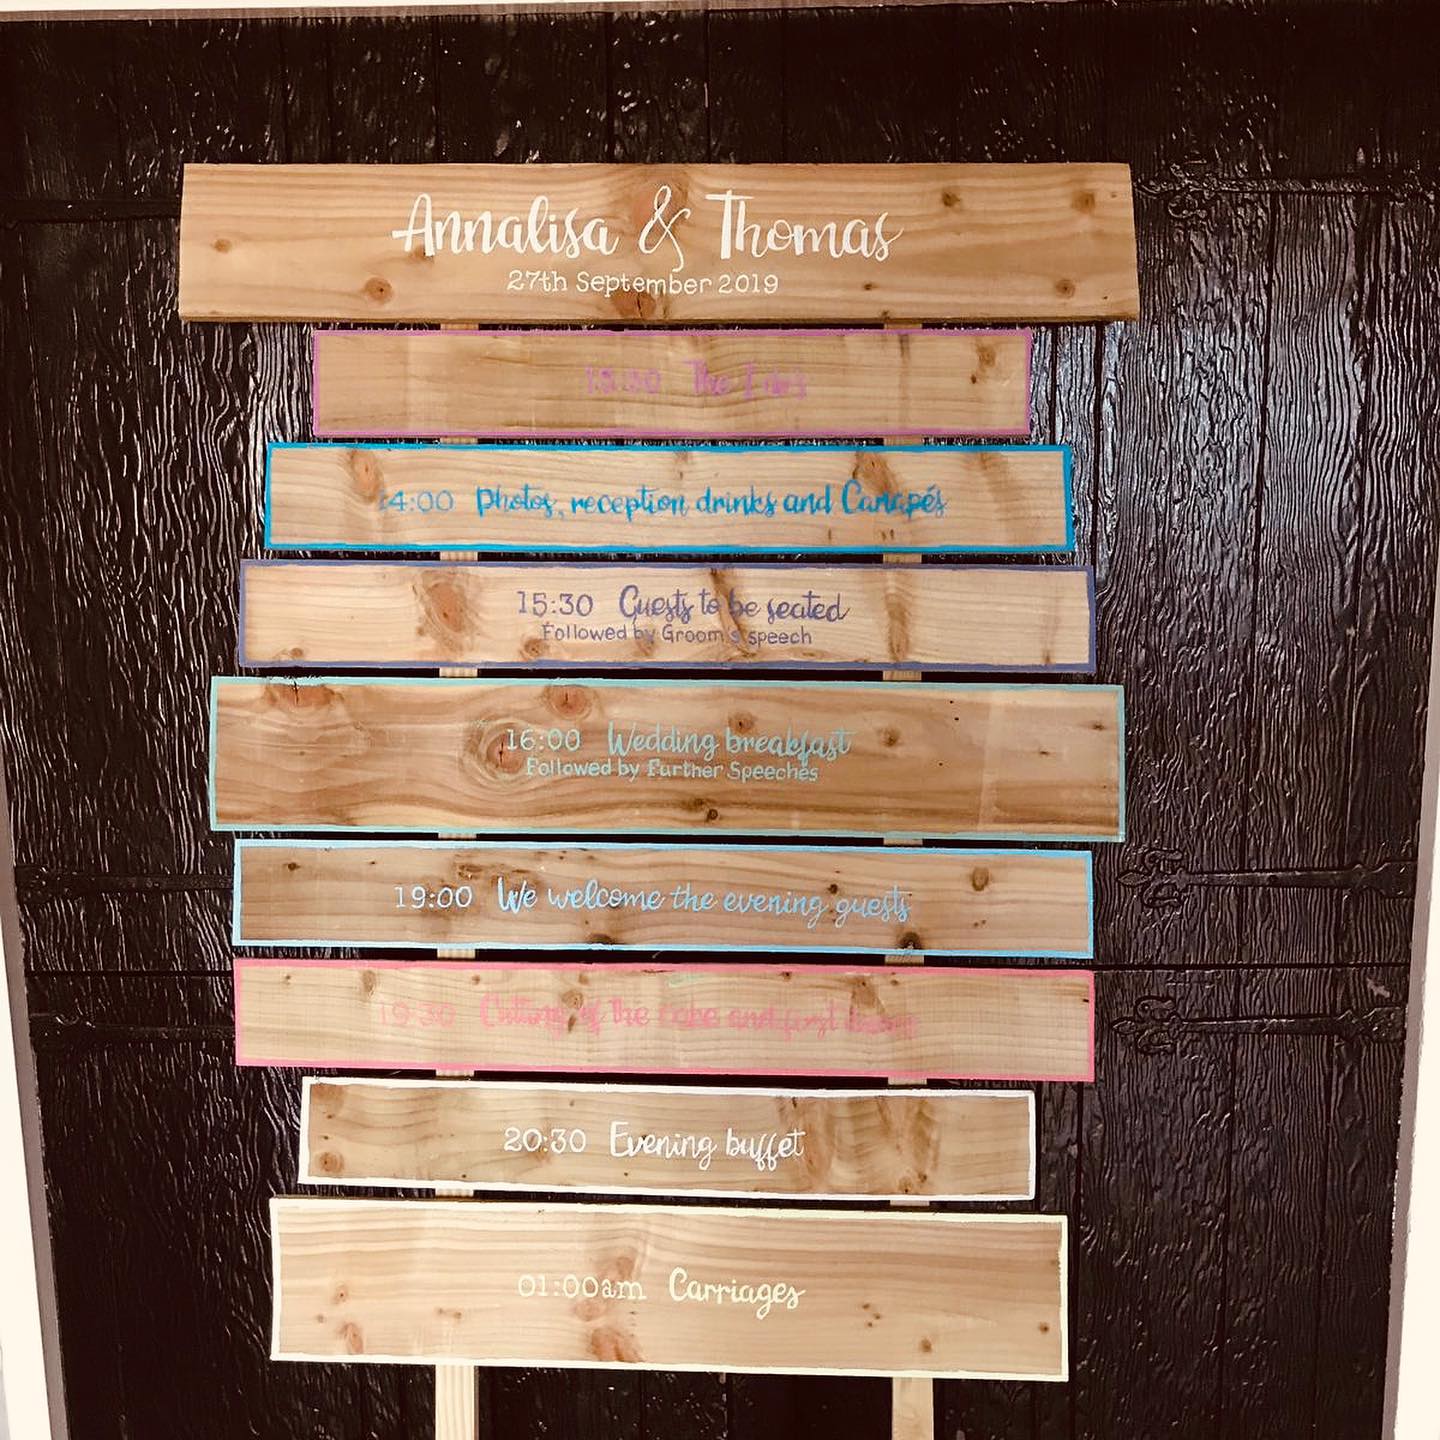 Annalisa & Thomas
27th September 2019
The I do's
14:00 Photos, reception drinks and Canapés
15:30 Guests to be seated
Followed by Groom's speech
16:00 Wedding breakfast
Followed by Further Speeches
19:00 We welcome the evening guests
19:30 Cutting of the cake and first dance
20:30 Evening buffet
01:00am Carriages